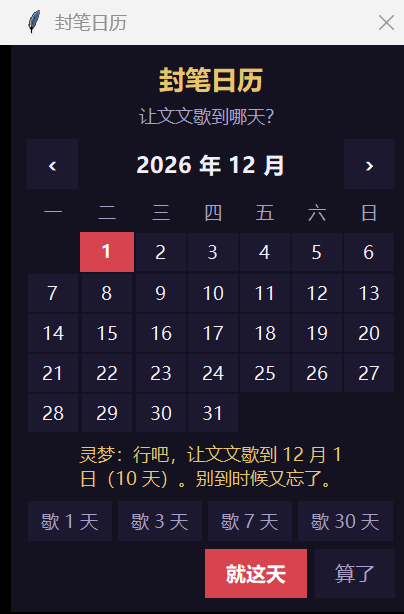 封笔日历
封笔日历
让文文歇到哪天?
‹ 2026 年 12 月 ›
一 二 三 四 五 六 日
1 2 3 4 5 6
7 8 9 10 11 12 13
14 15 16 17 18 19 20
21 22 23 24 25 26 27
28 29 30 31
灵梦：行吧，让文文歇到 12 月 1
日（10 天）。别到时候又忘了。
歇 1 天 歇 3 天 歇 7 天 歇 30 天
就这天 算了